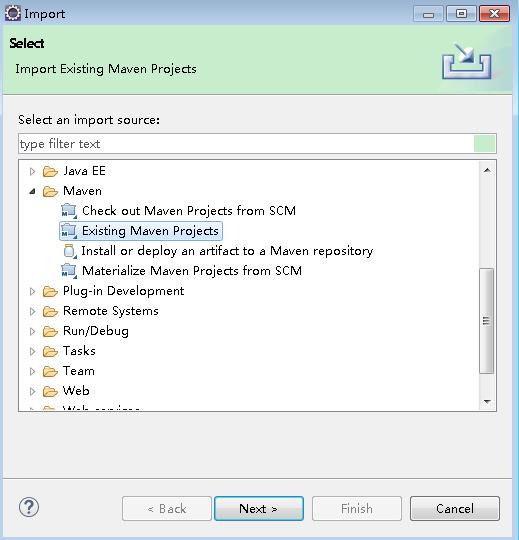 Import
Select
Import Existing Maven Projects
Select an import source:
type filter text
Java EE
Maven
Check out Maven Projects from SCM
Existing Maven Projects
Install or deploy an artifact to a Maven repository
Materialize Maven Projects from SCM
Plug-in Development
Remote Systems
Run/Debug
Tasks
Team
Web
Web services
?
< Back
Next >
Finish
Cancel